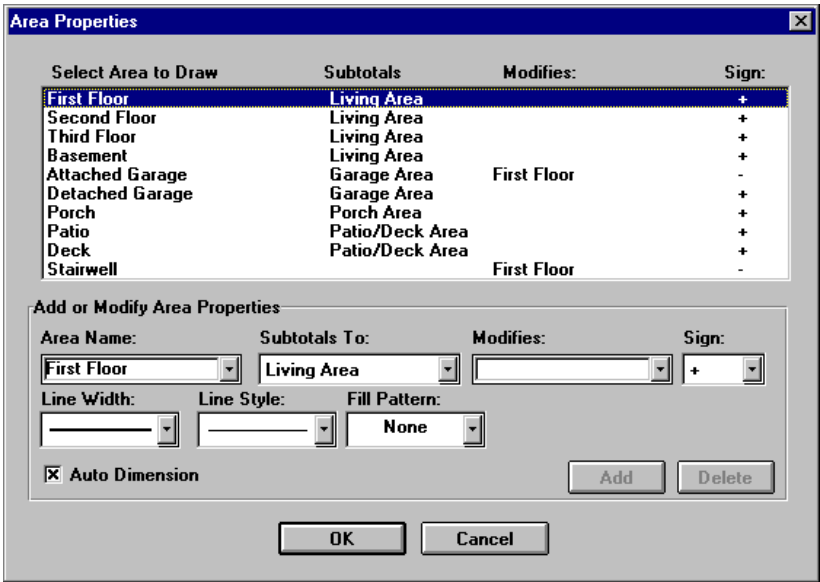 Area Properties
Select Area to Draw Subtotals Modifies: Sign:
First Floor Living Area +
Second Floor Living Area +
Third Floor Living Area +
Basement Living Area +
Attached Garage Garage Area First Floor -
Detached Garage Garage Area +
Porch Porch Area +
Patio Patio/Deck Area +
Deck Patio/Deck Area +
Stairwell First Floor -
Add or Modify Area Properties
Area Name: Subtotals To: Modifies: Sign:
First Floor Living Area +
Line Width: Line Style: Fill Pattern:
None
Auto Dimension Add Delete
OK Cancel